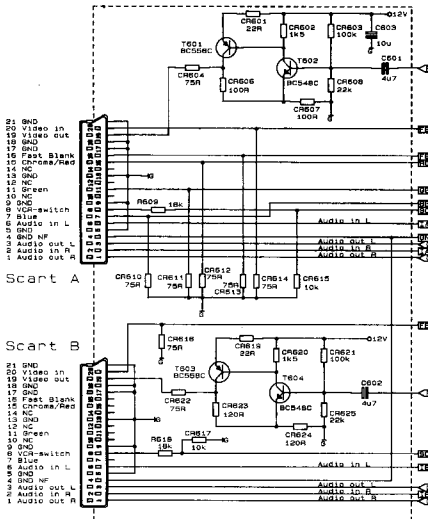 CR601
22R
CR602
1k5
CR603
100k
12V
C603
10u
T601
BC558C
T602
BC548C
C601
4u7
CR604
75R
CR606
100R
CR608
22k
CR607
100R
21 GND
20 Video in
19 Video out
18 GND
17 GND
16 Fast Blank
15 Chroma/Red
14 NC
13 GND
12 NC
11 Green
10 NC
9 GND
8 VCR-switch
7 Blue
6 Audio in L
5 GND
4 GND NF
3 Audio out L
2 Audio in R
1 Audio out R
R609
18k
Audio in L
Audio out L
Audio in R
Audio out R
Scart A
CR610
75R
CR611
75R
CR612
75R
75R
CR613
CR614
75R
CR615
10k
Scart B
CR618
75R
CR619
22R
CR620
1k5
CR621
100k
12V
T603
BC558C
T604
BC548C
C602
4u7
CR622
75R
CR623
120R
CR625
22k
CR624
120R
21 GND
20 Video in
19 Video out
18 GND
17 GND
16 Fast Blank
15 Chroma/Red
14 NC
13 GND
12 NC
11 Green
10 NC
9 GND
8 VCR-switch
7 Blue
6 Audio in L
5 GND
4 GND NF
3 Audio out L
2 Audio in R
1 Audio out R
CR617
10k
R616
18k
Audio in L
Audio out L
Audio in R
Audio out R